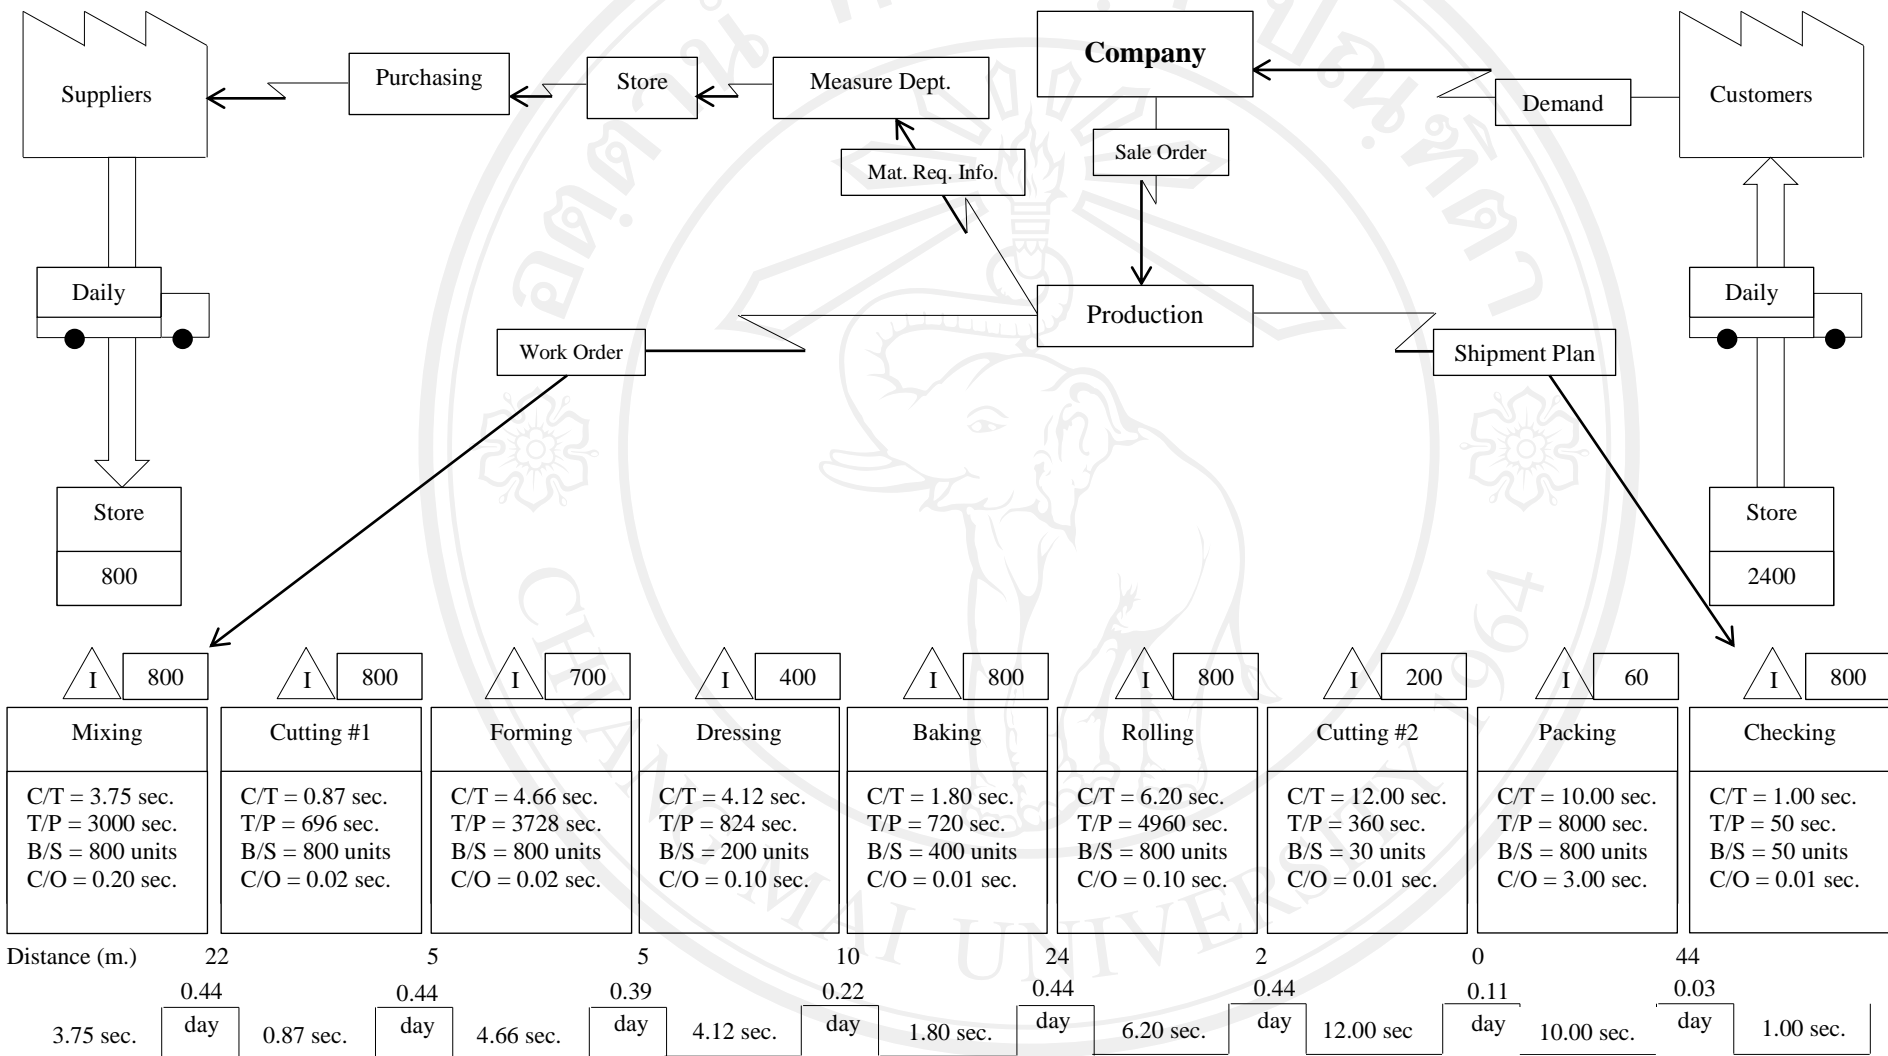 Suppliers
Purchasing
Store
Measure Dept.
Company
Demand
Customers
Mat. Req. Info.
Sale Order
Daily
Production
Daily
Work Order
Shipment Plan
Store
800
Store
2400
I 800
I 800
I 700
I 400
I 800
I 800
I 200
I 60
I 800
Mixing
C/T = 3.75 sec.
T/P = 3000 sec.
B/S = 800 units
C/O = 0.20 sec.
Cutting #1
C/T = 0.87 sec.
T/P = 696 sec.
B/S = 800 units
C/O = 0.02 sec.
Forming
C/T = 4.66 sec.
T/P = 3728 sec.
B/S = 800 units
C/O = 0.02 sec.
Dressing
C/T = 4.12 sec.
T/P = 824 sec.
B/S = 200 units
C/O = 0.10 sec.
Baking
C/T = 1.80 sec.
T/P = 720 sec.
B/S = 400 units
C/O = 0.01 sec.
Rolling
C/T = 6.20 sec.
T/P = 4960 sec.
B/S = 800 units
C/O = 0.10 sec.
Cutting #2
C/T = 12.00 sec.
T/P = 360 sec.
B/S = 30 units
C/O = 0.01 sec.
Packing
C/T = 10.00 sec.
T/P = 8000 sec.
B/S = 800 units
C/O = 3.00 sec.
Checking
C/T = 1.00 sec.
T/P = 50 sec.
B/S = 50 units
C/O = 0.01 sec.
Distance (m.) 22 5 5 10 24 2 0 44
0.44 0.44 0.39 0.22 0.44 0.44 0.11 0.03
day day day day day day day day
3.75 sec. 0.87 sec. 4.66 sec. 4.12 sec. 1.80 sec. 6.20 sec. 12.00 sec 10.00 sec. 1.00 sec.
CHIANG MAI UNIVERSITY 1964